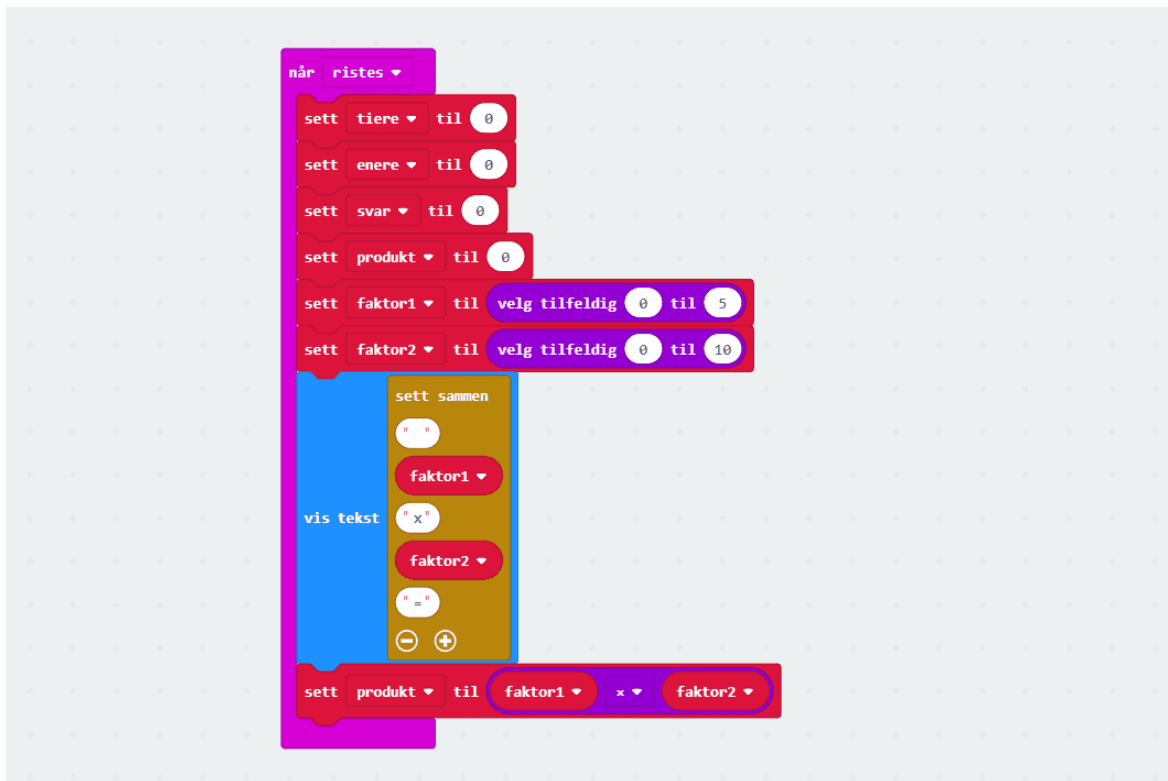 når ristes
sett tiere til 0
sett enere til 0
sett svar til 0
sett produkt til 0
sett faktor1 til velg tilfeldig 0 til 5
sett faktor2 til velg tilfeldig 0 til 10
sett sammen
" "
faktor1
vis tekst "x"
faktor2
"="
sett produkt til faktor1 x faktor2